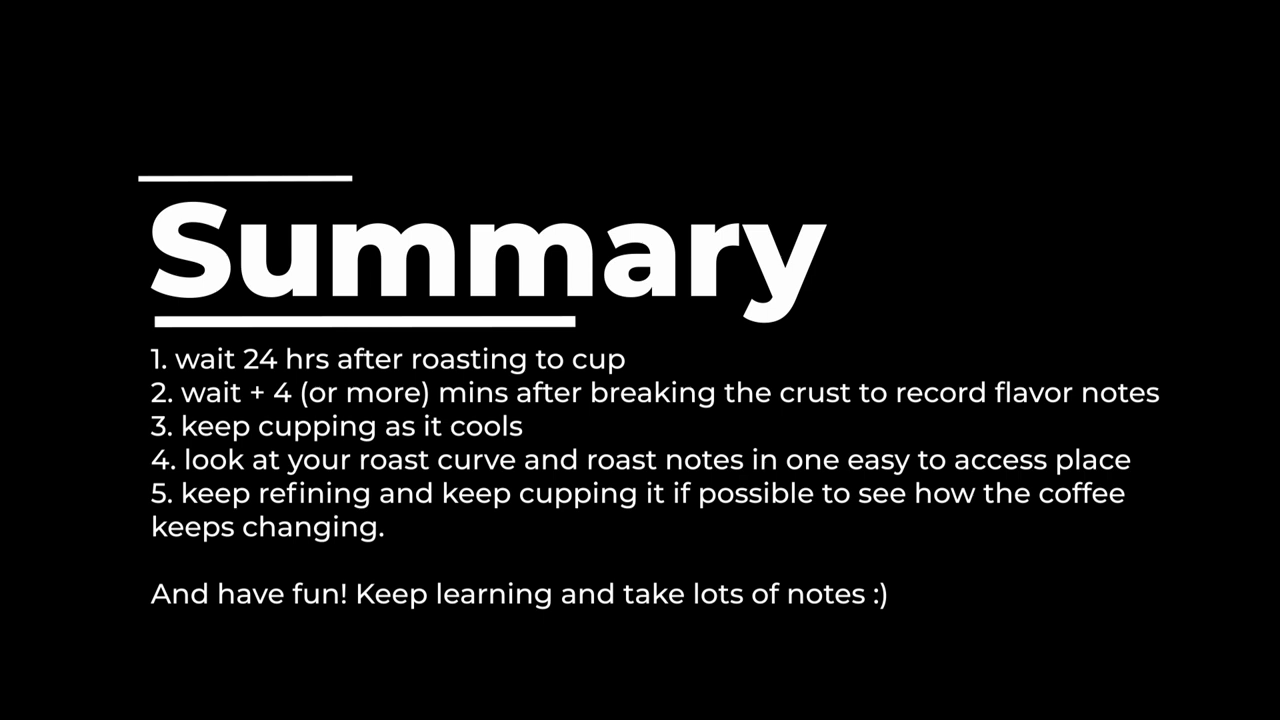 Summary
1. wait 24 hrs after roasting to cup
2. wait + 4 (or more) mins after breaking the crust to record flavor notes
3. keep cupping as it cools
4. look at your roast curve and roast notes in one easy to access place
5. keep refining and keep cupping it if possible to see how the coffee
keeps changing.
And have fun! Keep learning and take lots of notes :)